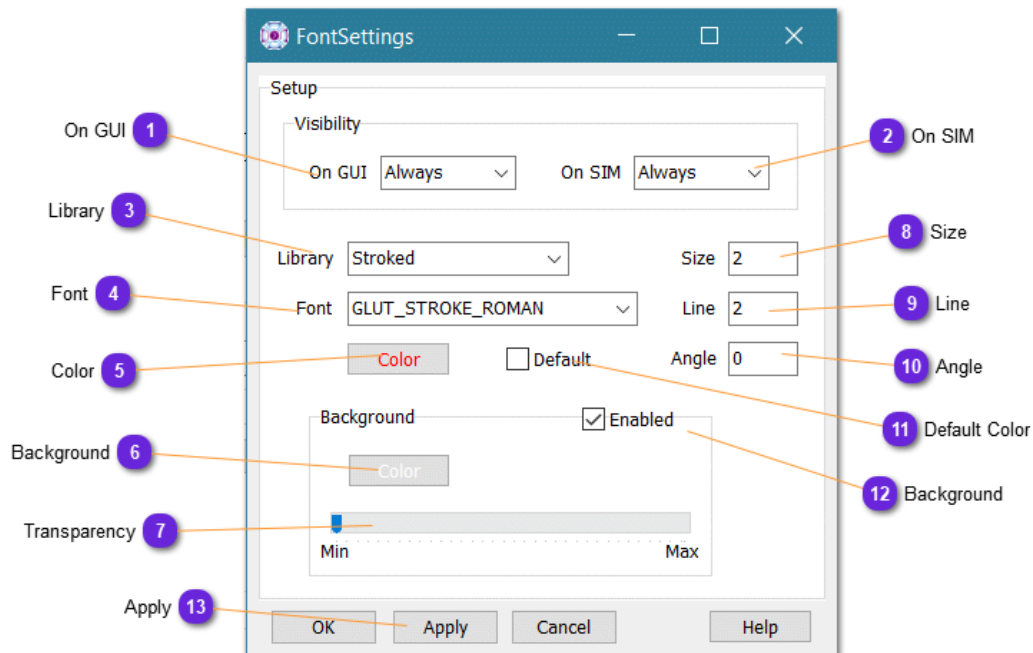 FontSettings
Setup
On GUI 1
Visibility
2 On SIM
On GUI Always
On SIM Always
Library 3
8 Size
Library Stroked
Size 2
Font 4
9 Line
Font GLUT_STROKE_ROMAN
Line 2
Color 5
Color
Default
Angle 0
10 Angle
Background
Enabled
11 Default Color
Background 6
Color
12 Background
Transparency 7
Min
Max
Apply 13
OK
Apply
Cancel
Help